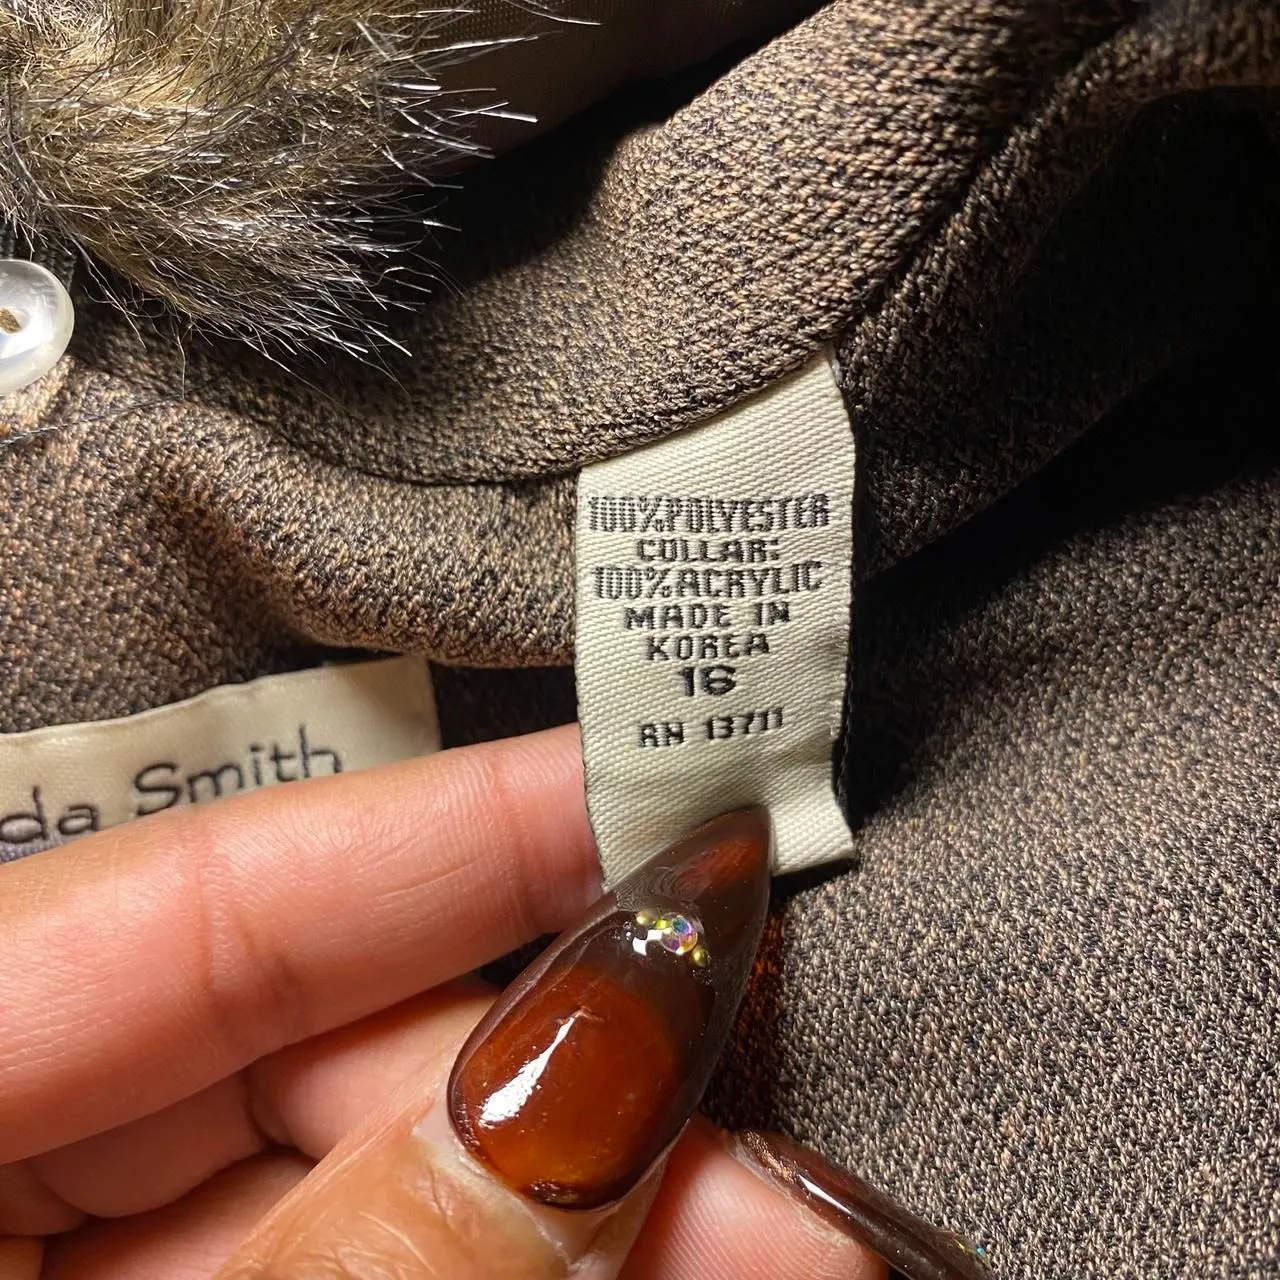 100%POLYESTER
COLLAR:
100%ACRYLIC
MADE IN
KOREA
16
RN 13711
da Smith